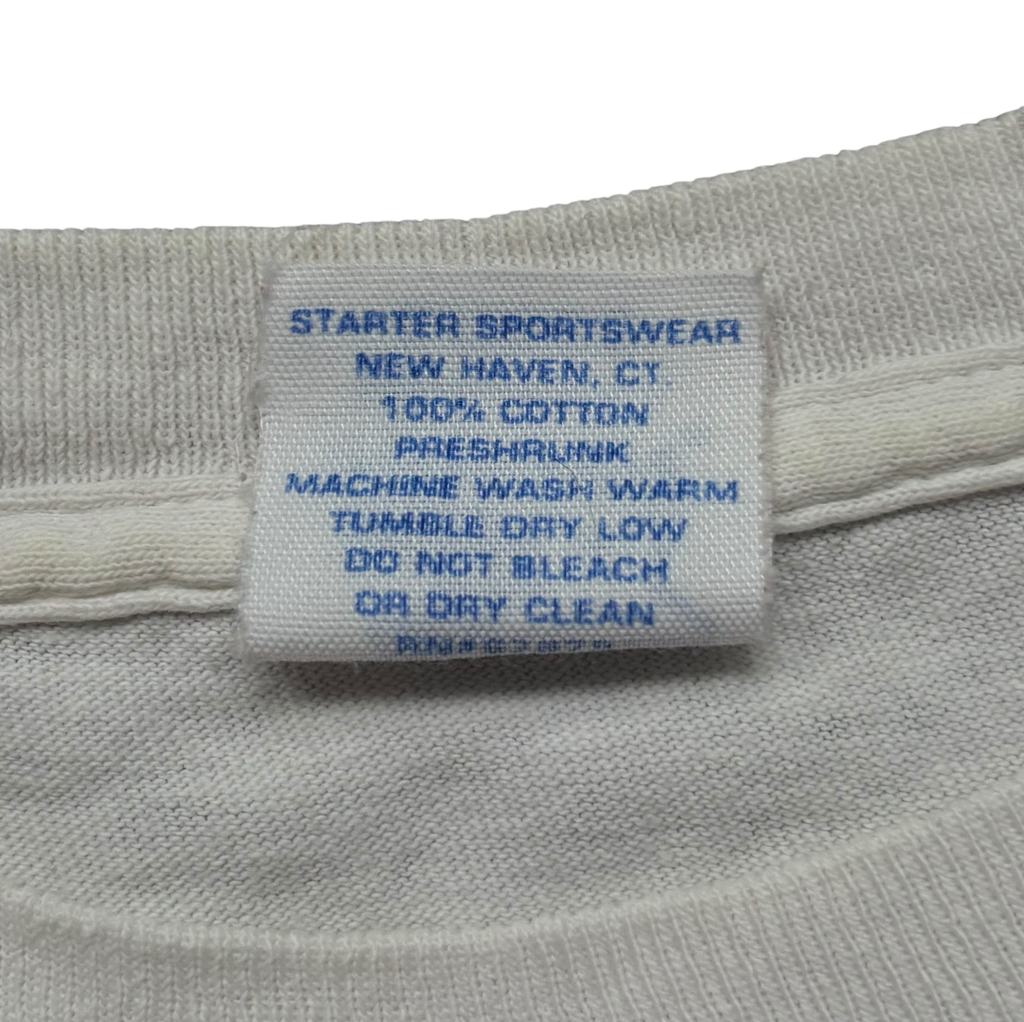 STARTER SPORTSWEAR
NEW HAVEN, CT.
100% COTTON
PRESHRUNK
MACHINE WASH WARM
TUMBLE DRY LOW
DO NOT BLEACH
OR DRY CLEAN